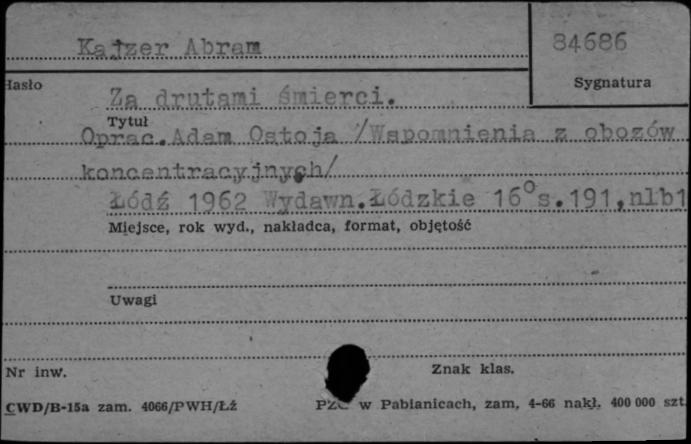 Kajzer Abram
84686
Hasło
Sygnatura
Za drutami śmierci.
Tytuł
Oprac.Adam Ostoja /Wspomnienia z obozów
koncentracyjnych/
Łódź 1962 Wydawn.Łódzkie 16° s.191,nlb1
Miejsce, rok wyd., nakładca, format, objętość
Uwagi
Nr inw.
Znak klas.
CWD/B-15a zam. 4066/PWH/Łż
w Pabianicach, zam, 4-66 nakł. 400 000 szt.